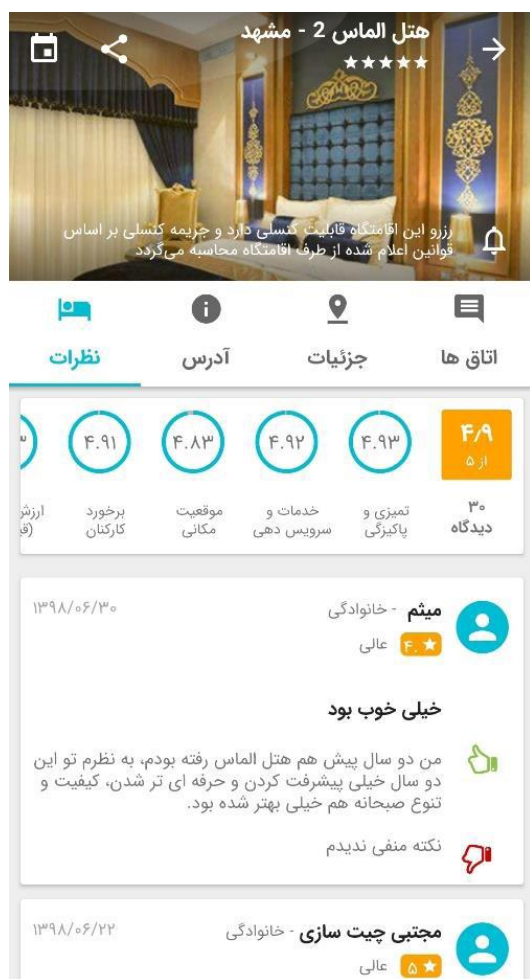 هتل الماس 2 - مشهد
رزرو این اقامتگاه قابلیت کنسلی دارد و جریمه کنسلی بر اساس
قوانین اعلام شده از طرف اقامتگاه محاسبه می‌گردد
اتاق ها
جزئیات
آدرس
نظرات
۴/۹
از ۵
۳۰
دیدگاه
۴.۹۳
تمیزی و
پاکیزگی
۴.۹۲
خدمات و
سرویس دهی
۴.۸۳
موقعیت
مکانی
۴.۹۱
برخورد
کارکنان
ارزش
میثم - خانوادگی
۱۳۹۸/۰۶/۳۰
۴.۰ عالی
خیلی خوب بود
من دو سال پیش هم هتل الماس رفته بودم، به نظرم تو این
دو سال خیلی پیشرفت کردن و حرفه ای تر شدن، کیفیت و
تنوع صبحانه هم خیلی بهتر شده بود.
نکته منفی ندیدم
مجتبی چیت سازی - خانوادگی
۱۳۹۸/۰۶/۲۲
۵ عالی